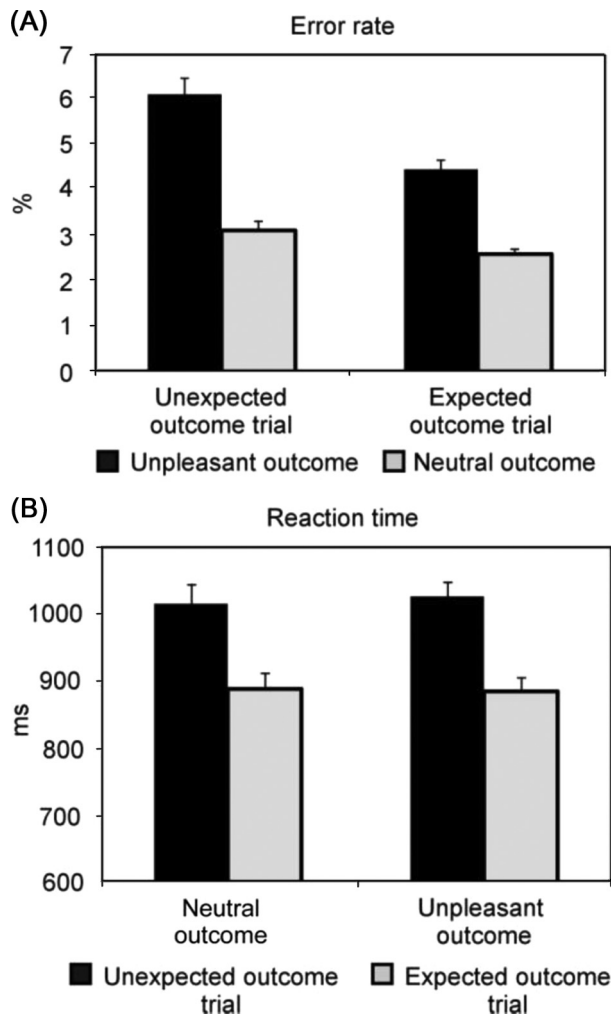 (A)
Error rate
7
6
5
4
3
2
1
0
%
Unexpected outcome trial
Expected outcome trial
Unpleasant outcome
Neutral outcome
(B)
Reaction time
1100
1000
900
800
700
600
ms
Neutral outcome
Unpleasant outcome
Unexpected outcome trial
Expected outcome trial